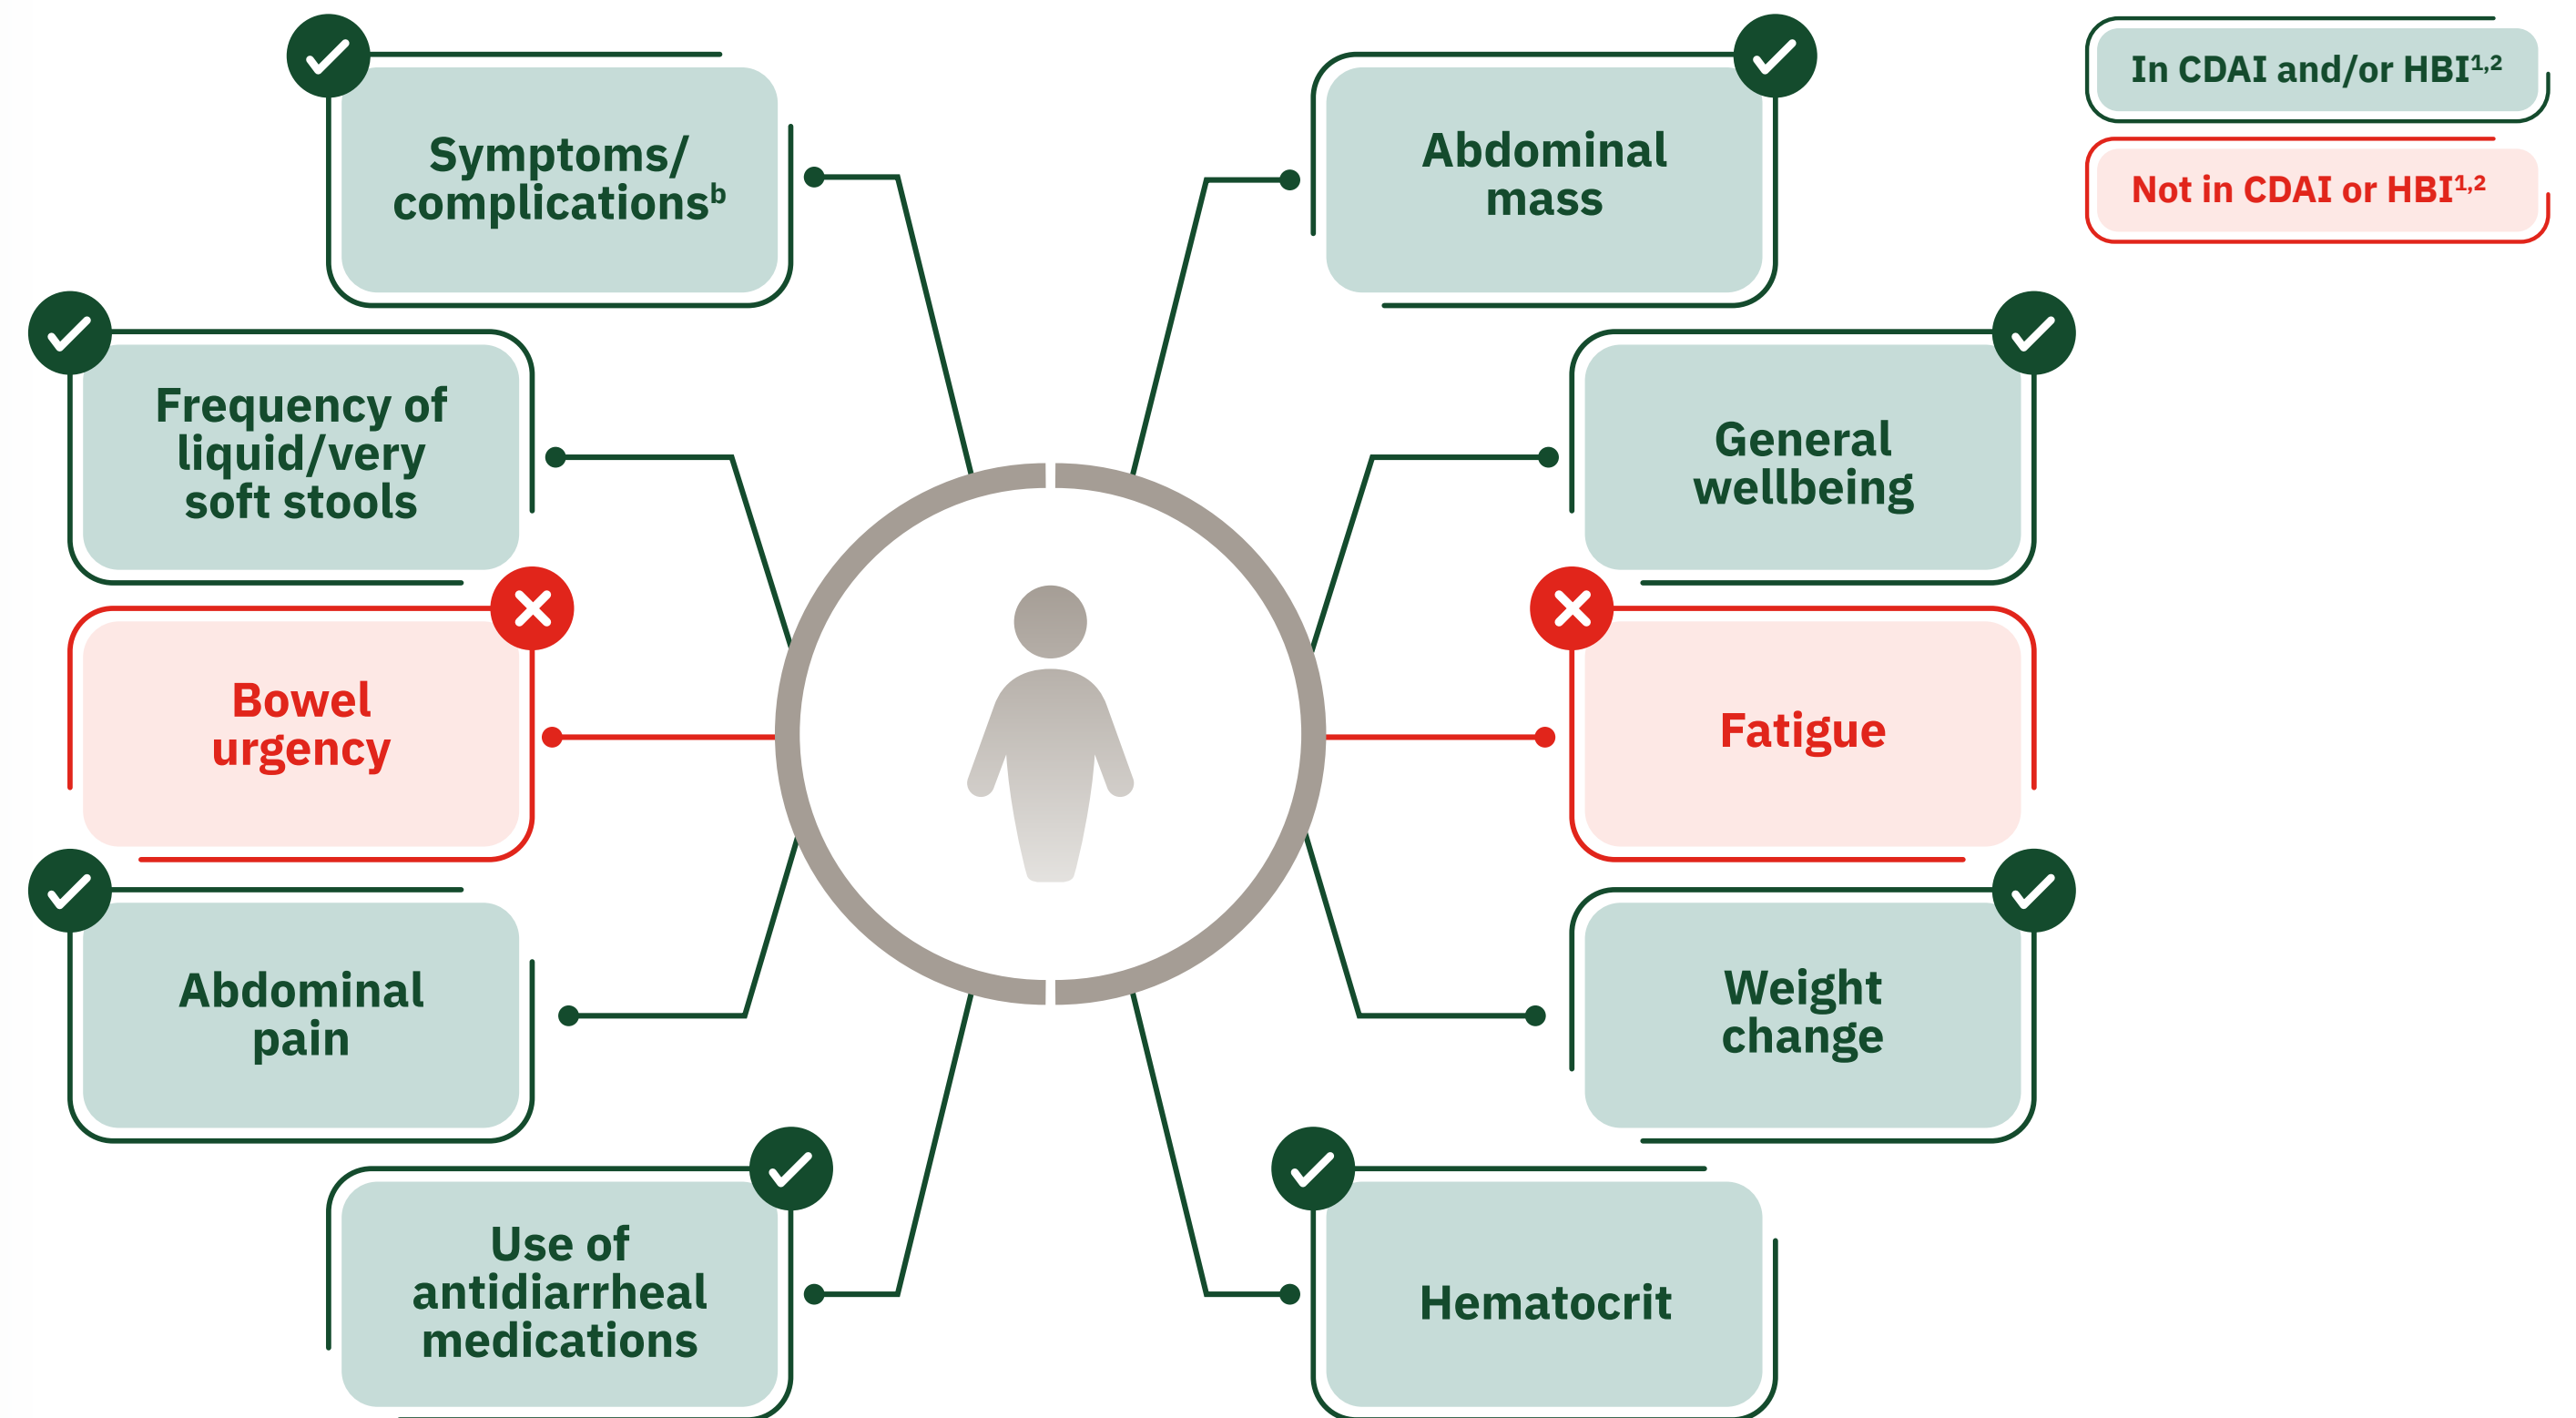 Symptoms/
complicationsᵇ
Abdominal
mass
In CDAI and/or HBI¹,²
Not in CDAI or HBI¹,²
Frequency of
liquid/very
soft stools
General
wellbeing
Bowel
urgency
Fatigue
Abdominal
pain
Weight
change
Use of
antidiarrheal
medications
Hematocrit